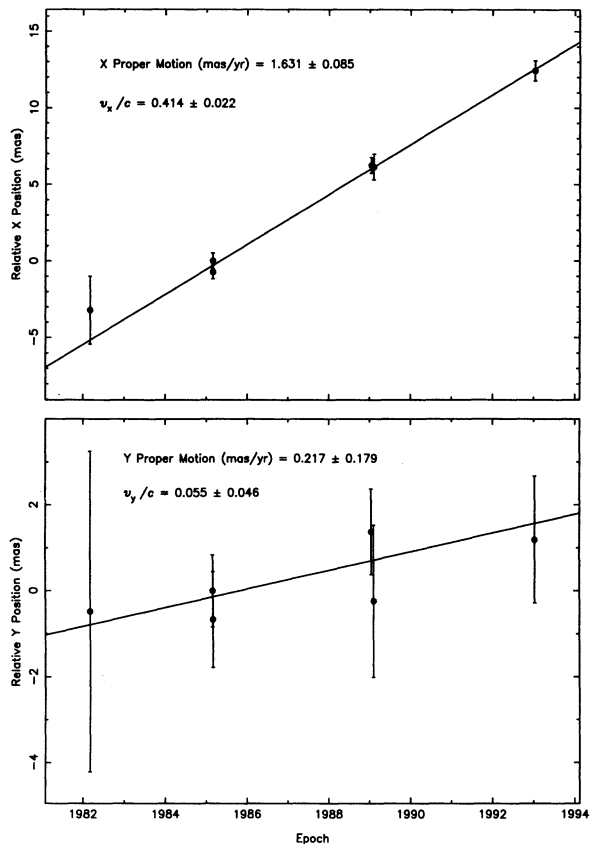 15
X Proper Motion (mas/yr) = 1.631 ± 0.085
v_x/c = 0.414 ± 0.022
10
5
0
−5
Relative X Position (mas)
Y Proper Motion (mas/yr) = 0.217 ± 0.179
v_y/c = 0.055 ± 0.046
2
0
−2
−4
Relative Y Position (mas)
1982 1984 1986 1988 1990 1992 1994
Epoch